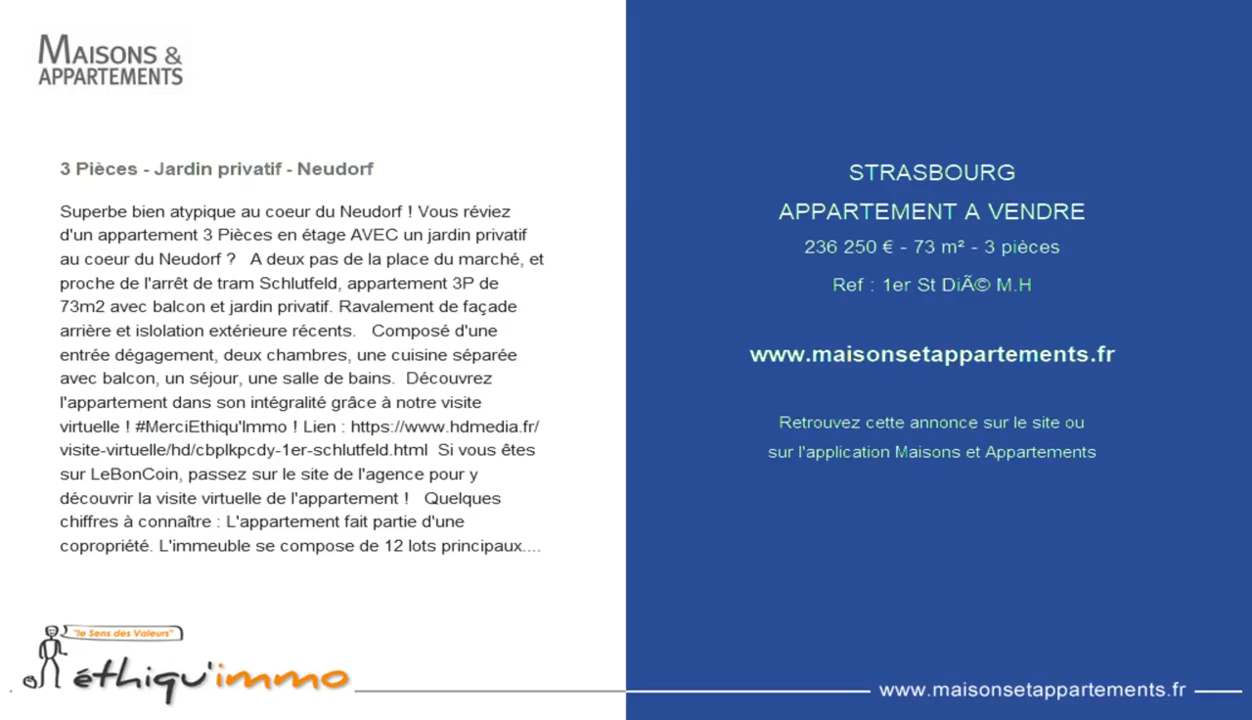 MAISONS &
APPARTEMENTS
3 Pièces - Jardin privatif - Neudorf
Superbe bien atypique au coeur du Neudorf ! Vous réviez
d'un appartement 3 Pièces en étage AVEC un jardin privatif
au coeur du Neudorf ? A deux pas de la place du marché, et
proche de l'arrêt de tram Schlutfeld, appartement 3P de
73m2 avec balcon et jardin privatif. Ravalement de façade
arrière et islolation extérieure récents. Composé d'une
entrée dégagement, deux chambres, une cuisine séparée
avec balcon, un séjour, une salle de bains. Découvrez
l'appartement dans son intégralité grâce à notre visite
virtuelle ! #MerciEthiqu'Immo ! Lien : https://www.hdmedia.fr/
visite-virtuelle/hd/cbplkpcdy-1er-schlutfeld.html Si vous êtes
sur LeBonCoin, passez sur le site de l'agence pour y
découvrir la visite virtuelle de l'appartement ! Quelques
chiffres à connaître : L'appartement fait partie d'une
copropriété. L'immeuble se compose de 12 lots principaux....
"le Sens des Valeurs"
éthiqu'immo
STRASBOURG
APPARTEMENT A VENDRE
236 250 € - 73 m² - 3 pièces
Ref : 1er St DiÃ© M.H
www.maisonsetappartements.fr
Retrouvez cette annonce sur le site ou
sur l'application Maisons et Appartements
www.maisonsetappartements.fr